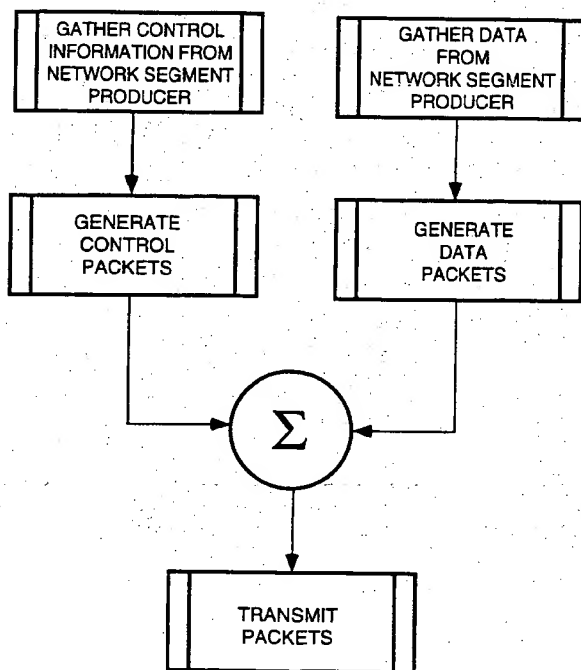 GATHER CONTROL
INFORMATION FROM
NETWORK SEGMENT
PRODUCER
GATHER DATA
FROM
NETWORK SEGMENT
PRODUCER
GENERATE
CONTROL
PACKETS
GENERATE
DATA
PACKETS
Σ
TRANSMIT
PACKETS